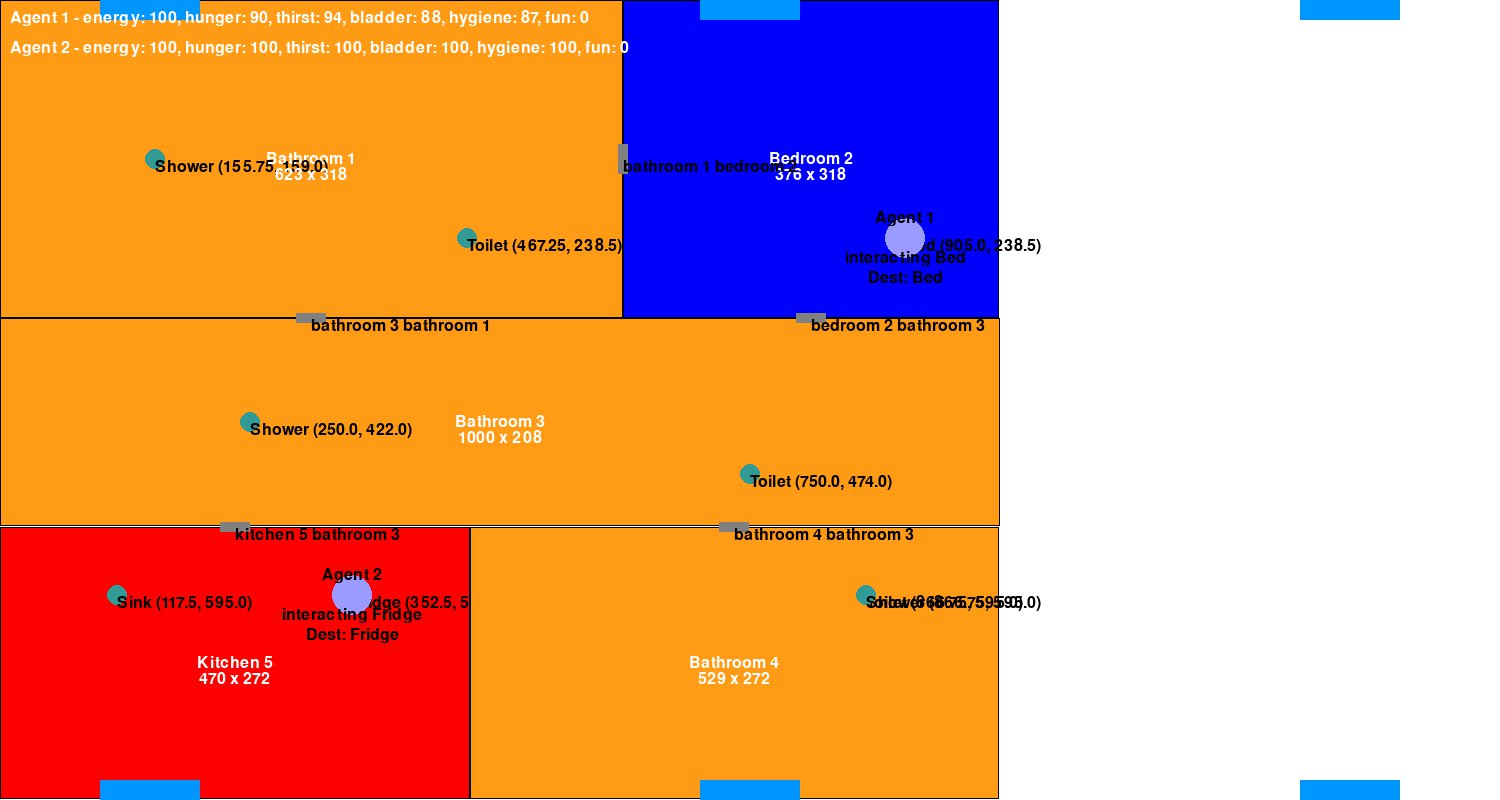 Agent 1 - energy: 100, hunger: 90, thirst: 94, bladder: 88, hygiene: 87, fun: 0
Agent 2 - energy: 100, hunger: 100, thirst: 100, bladder: 100, hygiene: 100, fun: 0
Bathroom 1
623 x 318
Shower (155.75, 159.0)
bathroom 1 bedroom 2
Bedroom 2
376 x 318
Agent 1
Toilet (467.25, 238.5)
(905.0, 238.5)
interacting Bed
Dest: Bed
bathroom 3 bathroom 1
bedroom 2 bathroom 3
Bathroom 3
1000 x 208
Shower (250.0, 422.0)
Toilet (750.0, 474.0)
kitchen 5 bathroom 3
bathroom 4 bathroom 3
Agent 2
Sink (117.5, 595.0)
(352.5, 5
interacting Fridge
Dest: Fridge
Kitchen 5
470 x 272
Bathroom 4
529 x 272